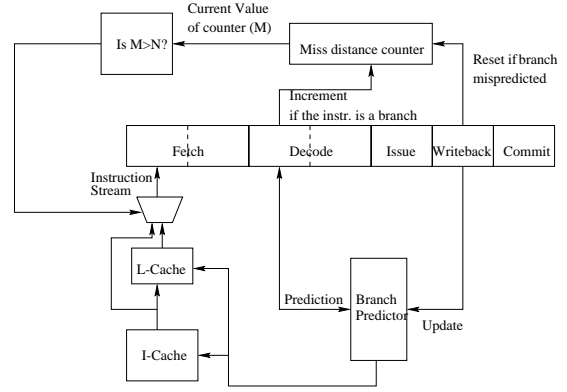 Current Value
of counter (M)
Is M>N?
Miss distance counter
Reset if branch
mispredicted
Increment
if the instr. is a branch
Fetch
Decode
Issue
Writeback
Commit
Instruction
Stream
L-Cache
Prediction
Branch
Predictor
Update
I-Cache